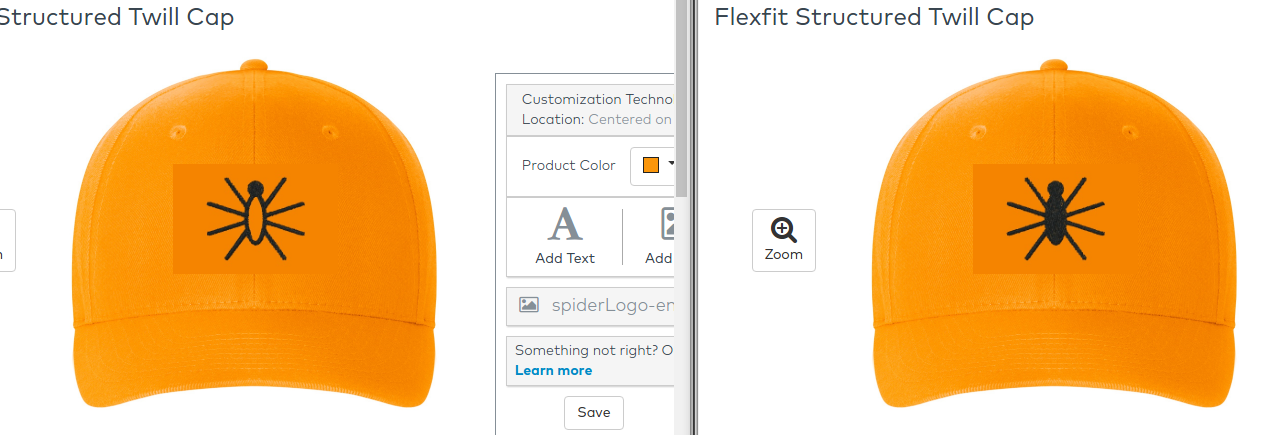 Structured Twill Cap
Customization Techno
Location: Centered on
Product Color
A
Add Text
Add
spiderLogo-en
Something not right? O
Learn more
Save
Flexfit Structured Twill Cap
Zoom